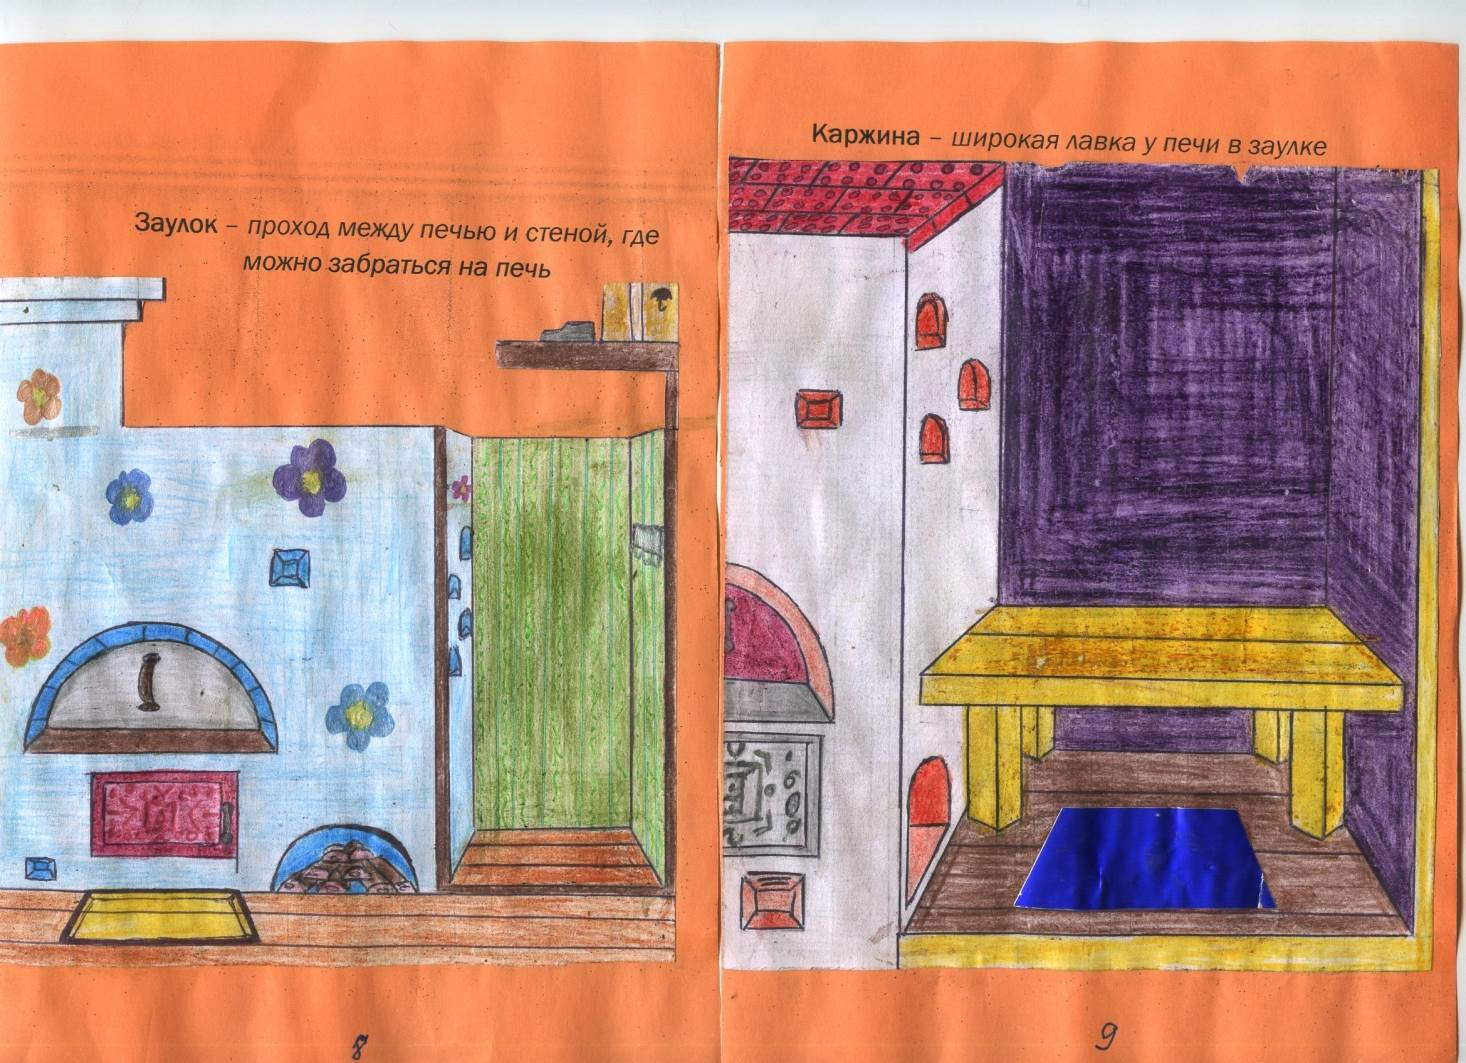 Заулок – проход между печью и стеной, где
можно забраться на печь
8
Каржина – широкая лавка у печи в заулке
9